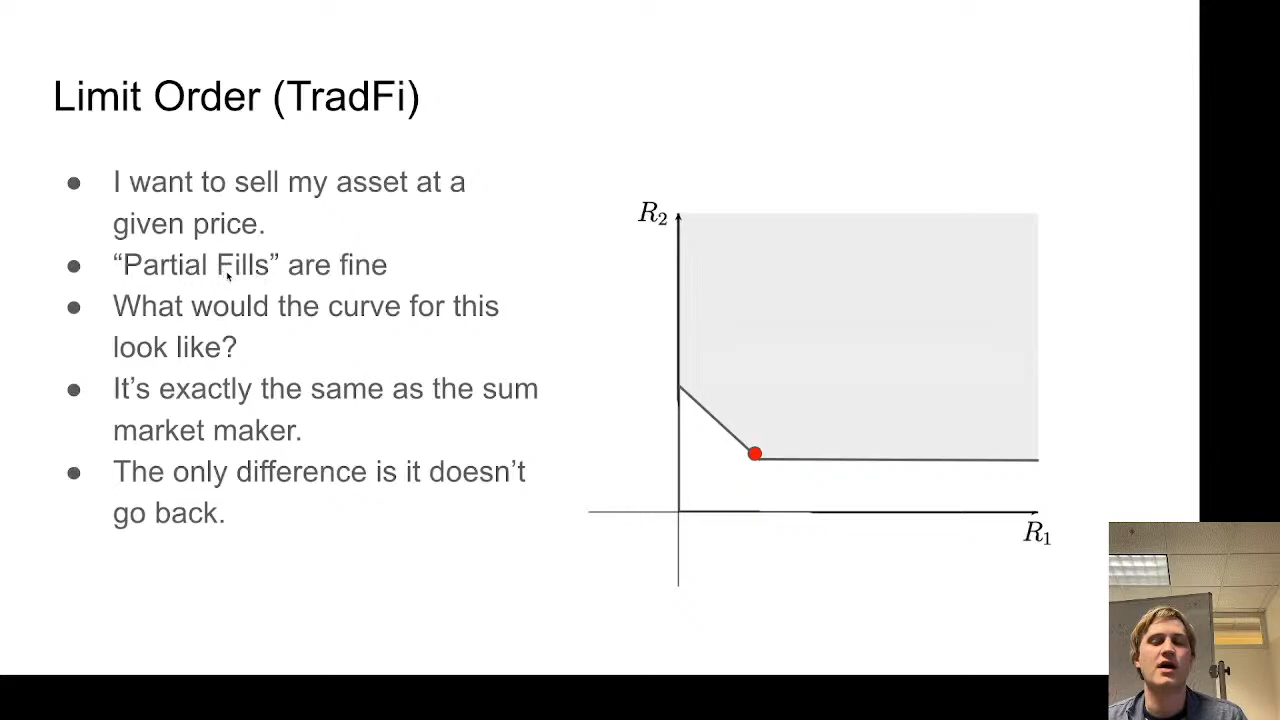 Limit Order (TradFi)
● I want to sell my asset at a
given price.
● “Partial Fills” are fine
● What would the curve for this
look like?
● It’s exactly the same as the sum
market maker.
● The only difference is it doesn’t
go back.
R₂
R₁